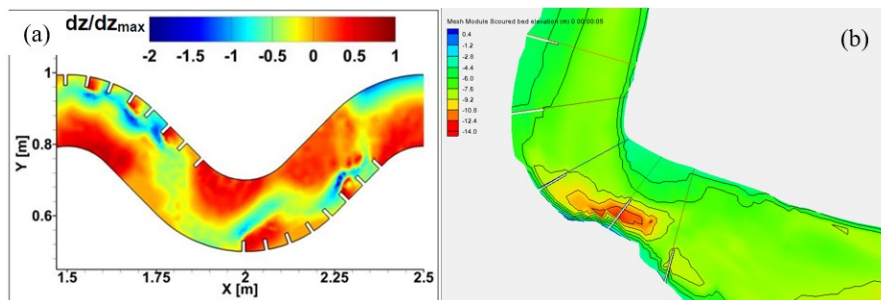 (a)
dz/dzmax
-2 -1.5 -1 -0.5 0 0.5 1
Y [m]
1
0.8
0.6
1.5 1.75 2 2.25 2.5
X [m]
Mesh Module Scoured bed elevation (m) 0 00:00:05
0.4
-1.2
-2.8
-4.4
-6.0
-7.6
-9.2
-10.8
-12.4
-14.0
(b)